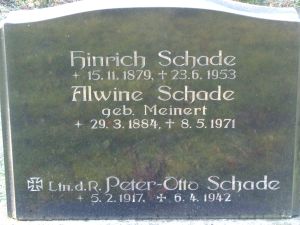 Hinrich Schade
+ 15.11.1879, ✝ 23.6.1953
Alwine Schade
geb. Meinert
+ 29.3.1884, ✝ 8.5.1971
Ltn.d.R. Peter-Otto Schade
+ 5.2.1917, ✝ 6.4.1942